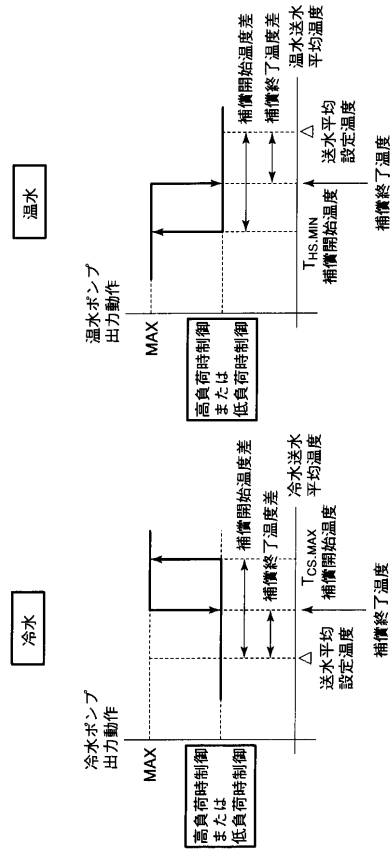 冷水
冷水ポンプ
出力動作
MAX
高負荷時制御
または
低負荷時制御
補償開始温度差
補償終了温度差
冷水送水
平均温度
送水平均
設定温度
TCS.MAX
補償開始温度
補償終了温度
温水
温水ポンプ
出力動作
MAX
高負荷時制御
または
低負荷時制御
補償開始温度差
補償終了温度差
温水送水
平均温度
THS.MIN
補償開始温度
送水平均
設定温度
補償終了温度